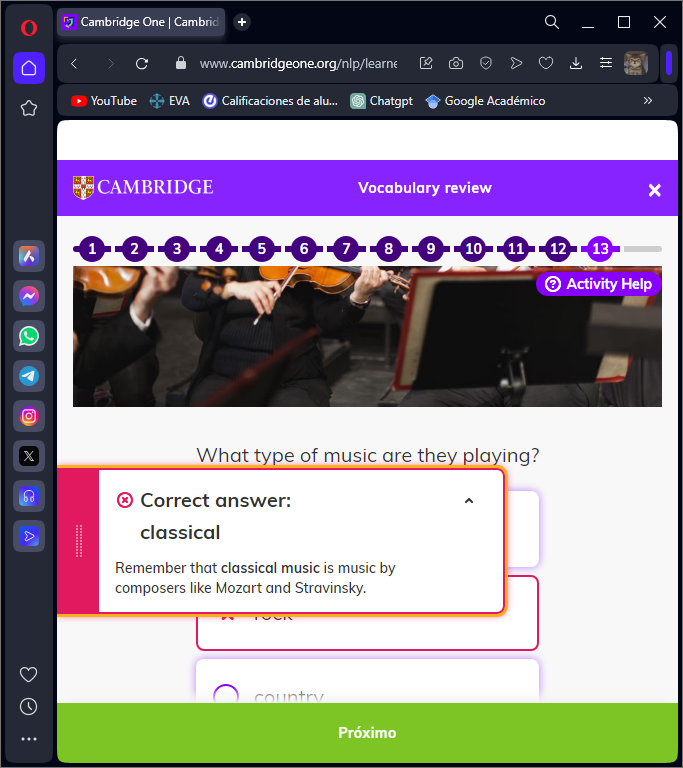 Cambridge One | Cambrid
www.cambridgeone.org/nlp/learne
YouTube
EVA
Calificaciones de alu...
Chatgpt
Google Académico
CAMBRIDGE
Vocabulary review
1 2 3 4 5 6 7 8 9 10 11 12 13
Activity Help
What type of music are they playing?
Correct answer:
classical
Remember that classical music is music by
composers like Mozart and Stravinsky.
rock
country
Próximo